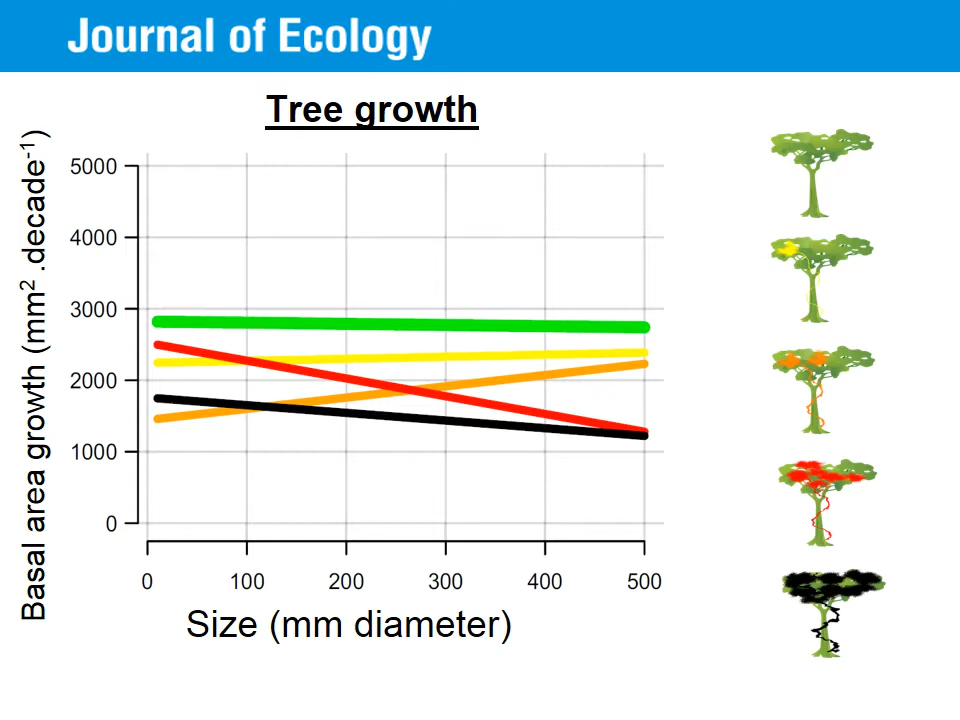 Journal of Ecology
Tree growth
Basal area growth (mm² .decade⁻¹)
5000
4000
3000
2000
1000
0
0 100 200 300 400 500
Size (mm diameter)